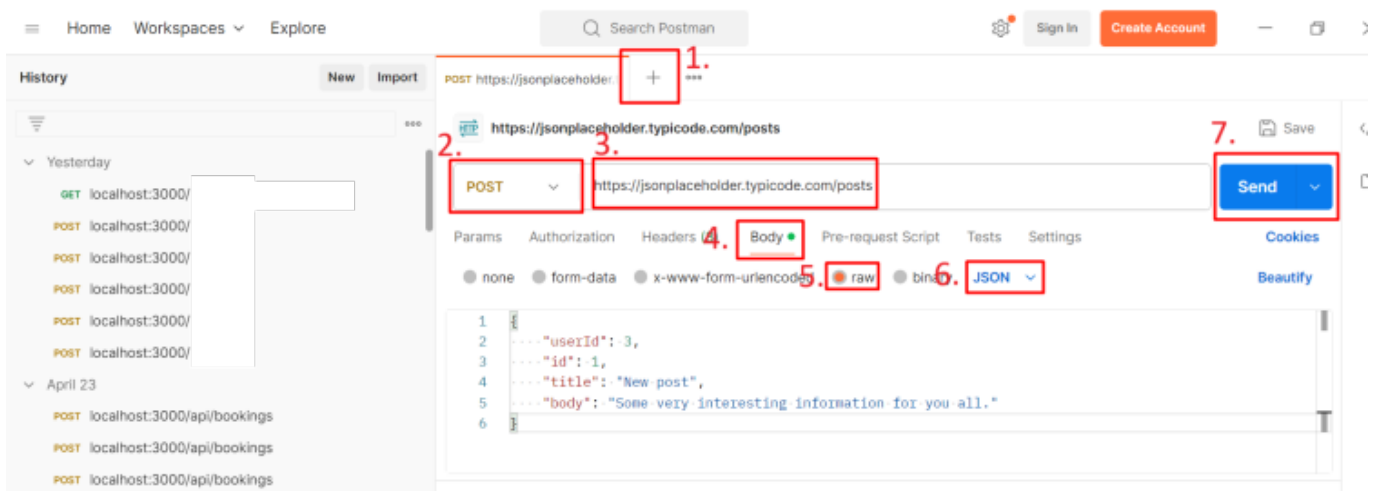 Home Workspaces Explore Search Postman Sign In Create Account
1.
History New Import POST https://jsonplaceholder. +
https://jsonplaceholder.typicode.com/posts Save
2. 3. 7.
Yesterday
POST https://jsonplaceholder.typicode.com/posts Send
GET localhost:3000/
POST localhost:3000/
Params Authorization Headers 4. Body Pre-request Script Tests Settings Cookies
POST localhost:3000/
none form-data x-www-form-urlencoded 5. raw binary 6. JSON Beautify
POST localhost:3000/
POST localhost:3000/
POST localhost:3000/
1 {
2 "userId": 3,
3 "id": 1,
4 "title": "New post",
5 "body": "Some very interesting information for you all."
6 }
April 23
POST localhost:3000/api/bookings
POST localhost:3000/api/bookings
POST localhost:3000/api/bookings